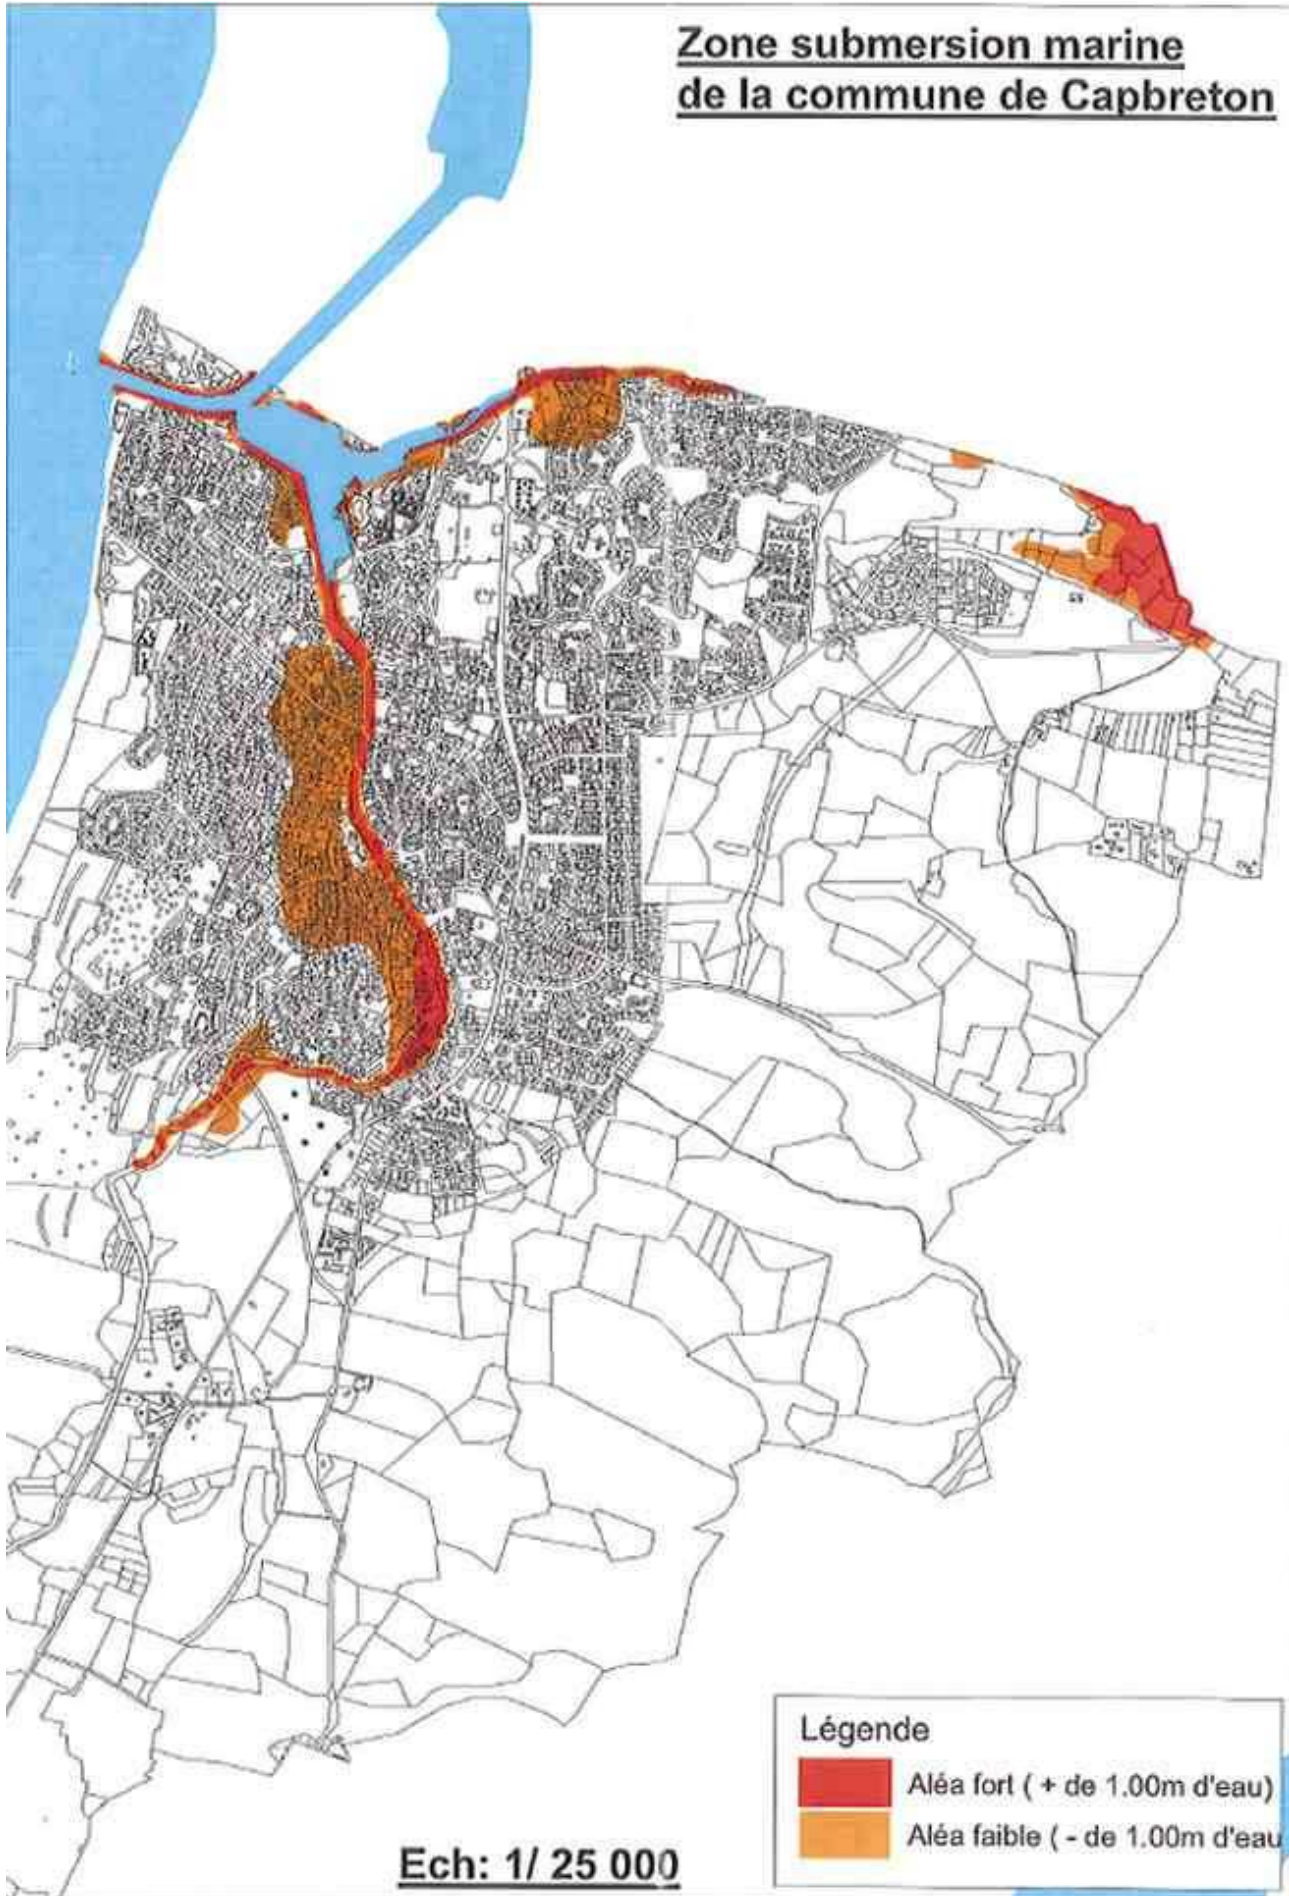 Zone submersion marine
de la commune de Capbreton
Légende
Aléa fort ( + de 1.00m d'eau)
Aléa faible ( - de 1.00m d'eau
Ech: 1/ 25 000